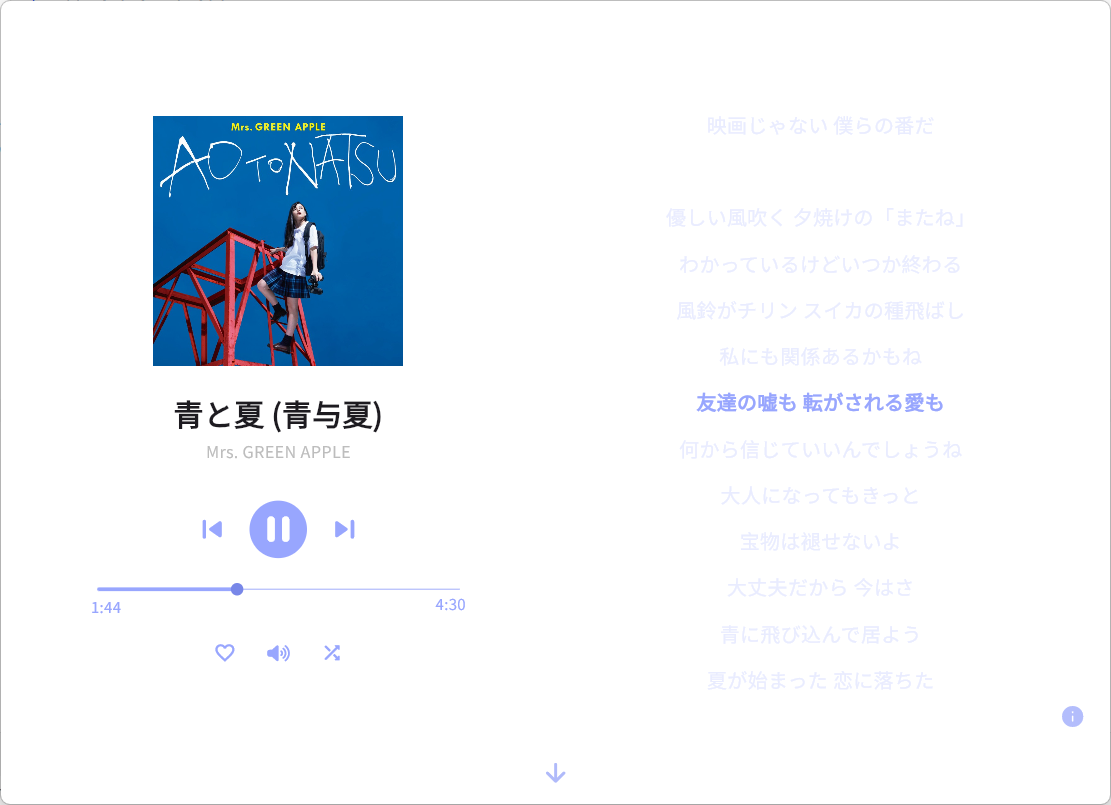 Mrs. GREEN APPLE
AO TO NATSU
青と夏 (青与夏)
Mrs. GREEN APPLE
1:44
4:30
映画じゃない 僕らの番だ
優しい風吹く 夕焼けの「またね」
わかっているけどいつか終わる
風鈴がチリン スイカの種飛ばし
私にも関係あるかもね
友達の嘘も 転がされる愛も
何から信じていいんでしょうね
大人になってもきっと
宝物は褪せないよ
大丈夫だから 今はさ
青に飛び込んで居よう
夏が始まった 恋に落ちた